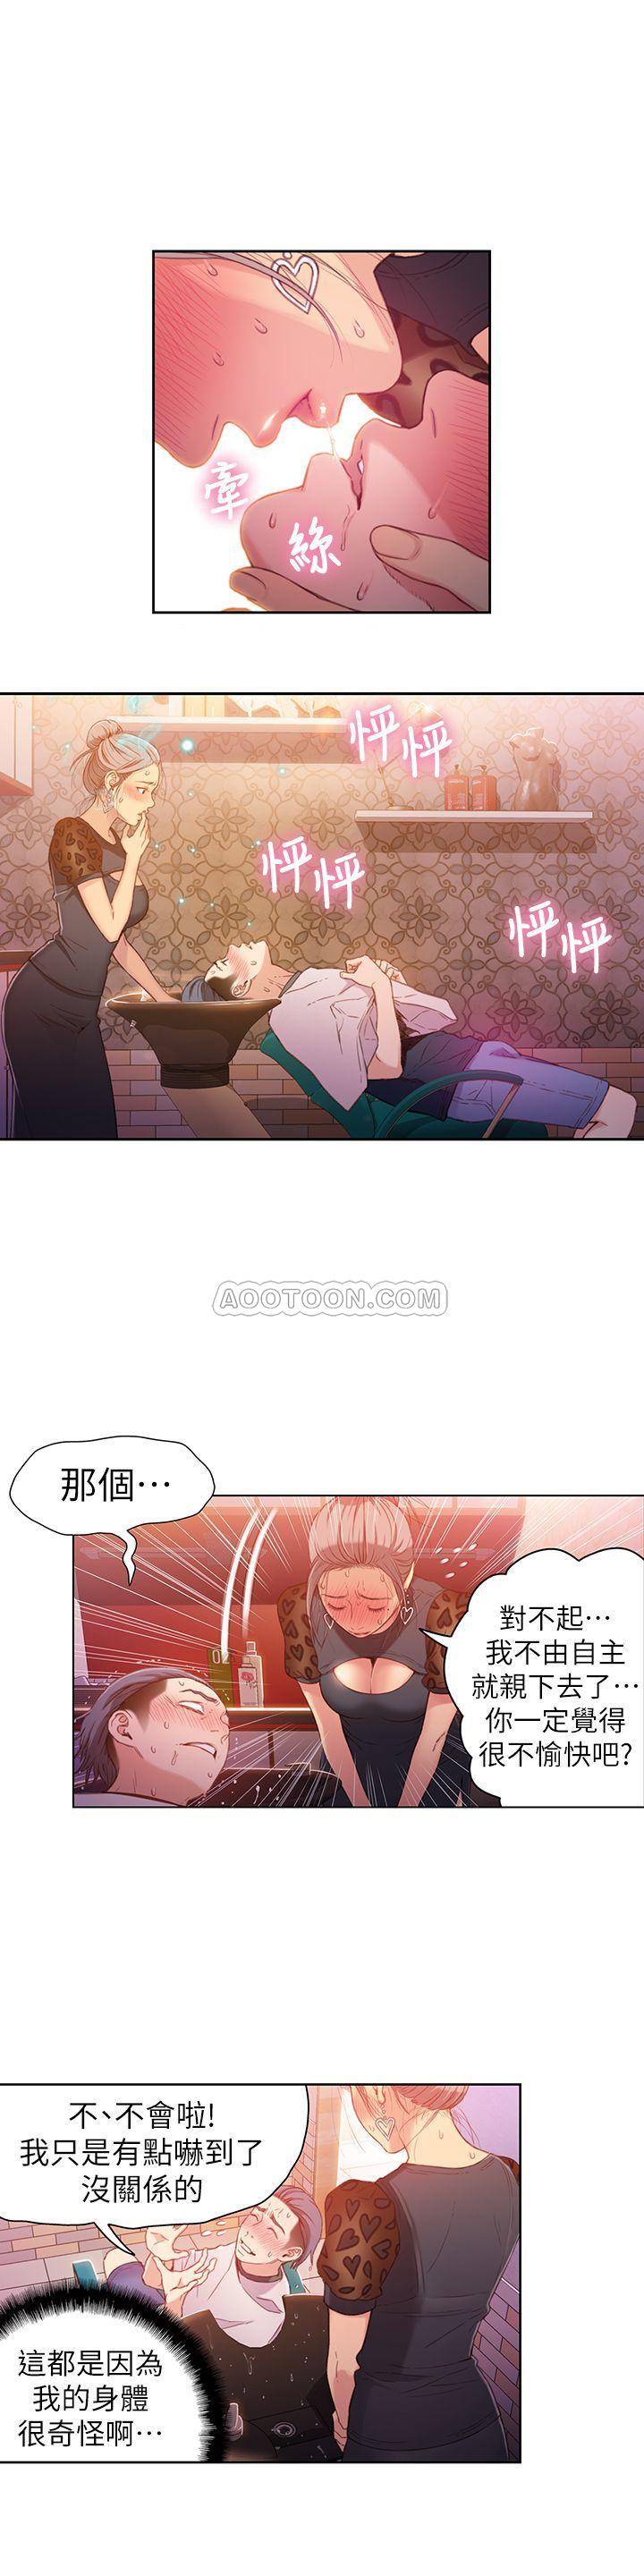 牽
絲
怦怦
怦怦
怦怦
AOOTOON.COM
那個…
對不起…
我不由自主
就親下去了…
你一定覺得
很不愉快吧?
02
不、不會啦!
我只是有點嚇到了
沒關係的
這都是因為
我的身體
很奇怪啊…